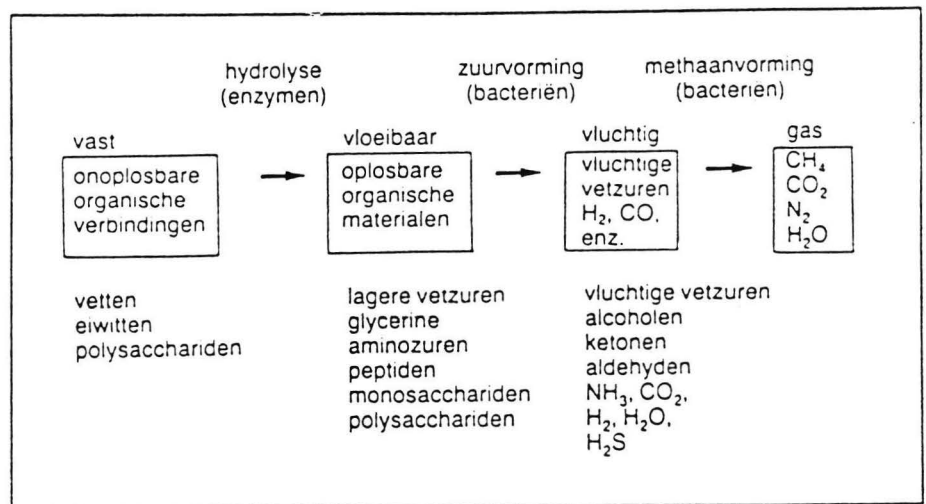 hydrolyse
(enzymen)
zuurvorming
(bacteriën)
methaanvorming
(bacteriën)
vast
onoplosbare
organische
verbindingen
vetten
eiwitten
polysacchariden
vloeibaar
oplosbare
organische
materialen
lagere vetzuren
glycerine
aminozuren
peptiden
monosacchariden
polysacchariden
vluchtig
vluchtige
vetzuren
H₂, CO,
enz.
vluchtige vetzuren
alcoholen
ketonen
aldehyden
NH₃, CO₂,
H₂, H₂O,
H₂S
gas
CH₄
CO₂
N₂
H₂O